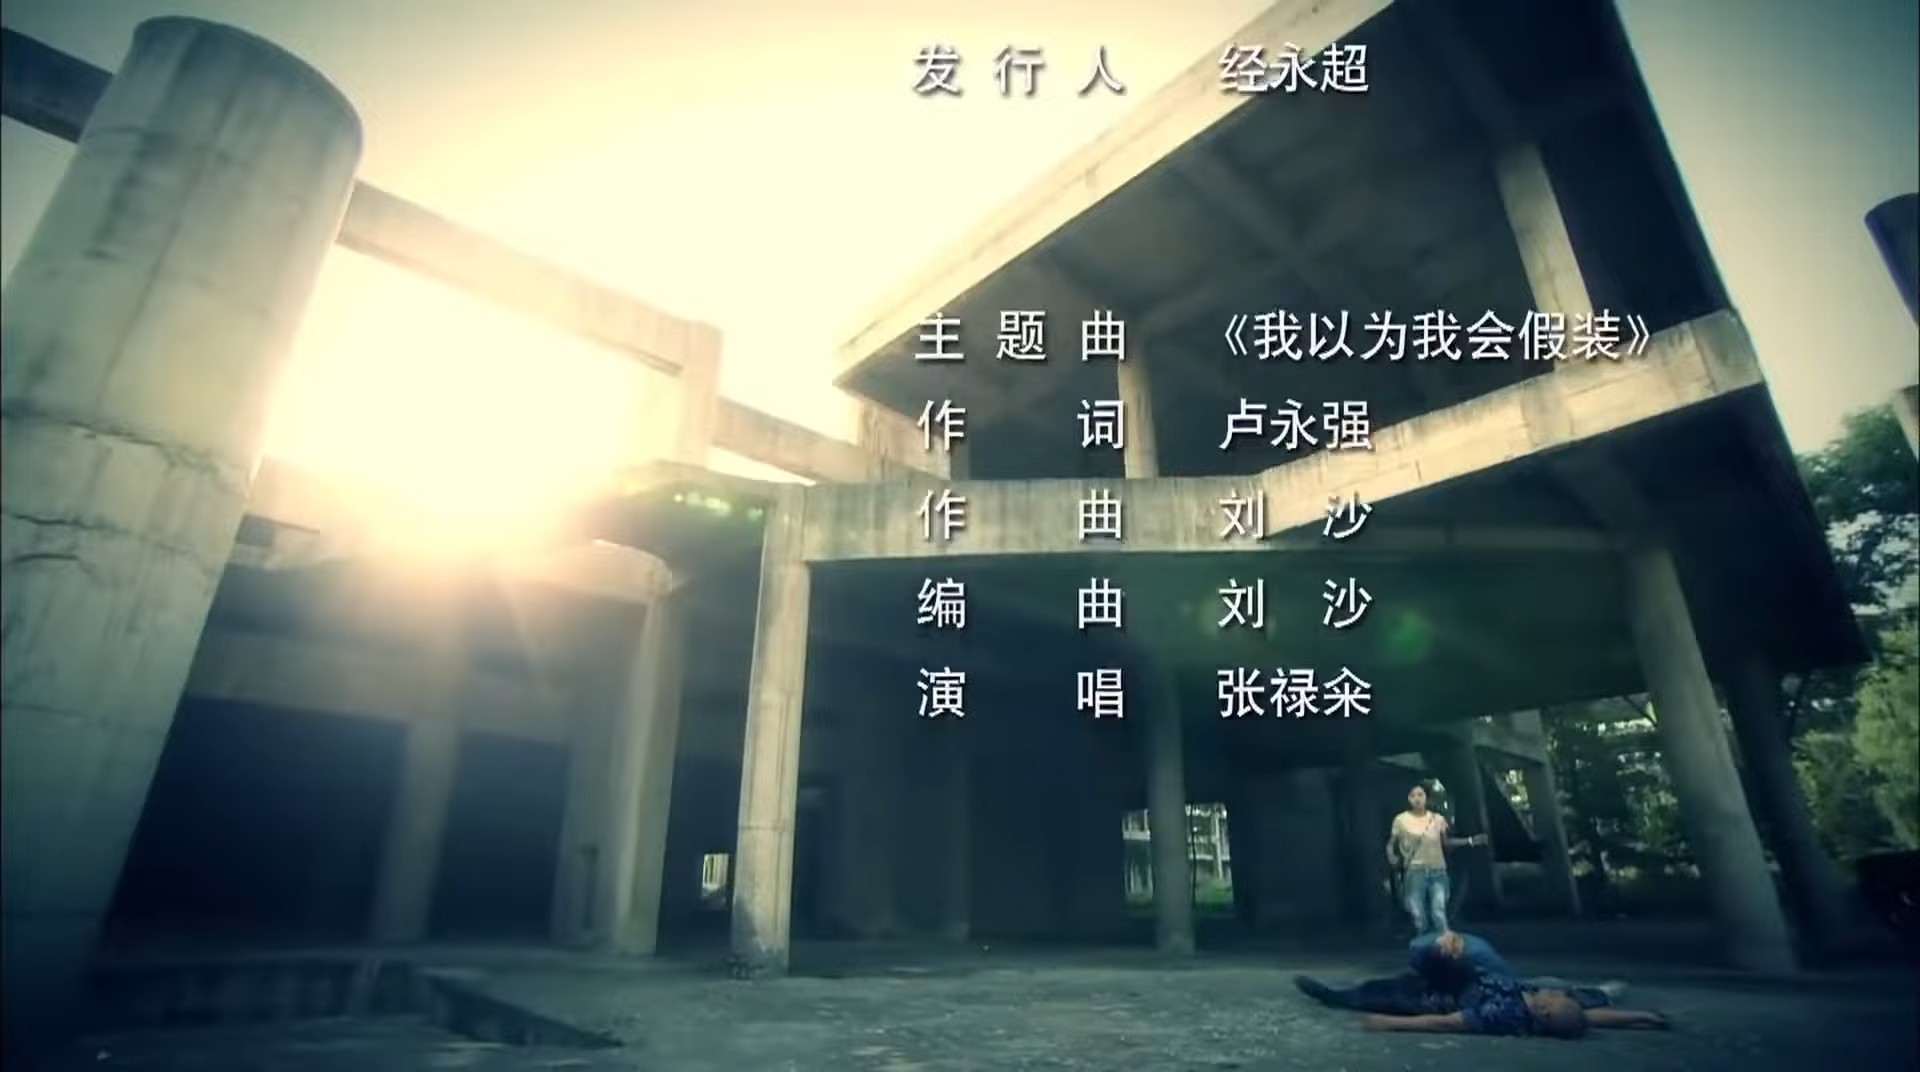 发行人 经永超
主题曲 《我以为我会假装》
作词 卢永强
作曲 刘沙
编曲 刘沙
演唱 张禄籴